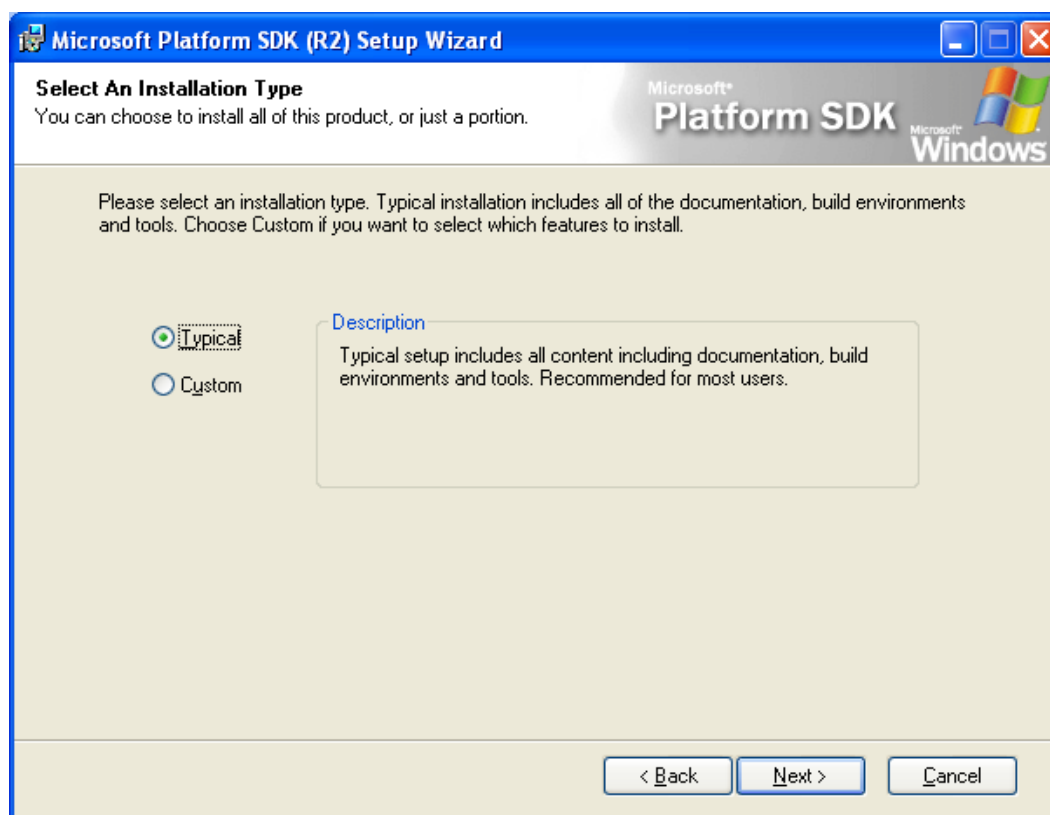 Microsoft Platform SDK (R2) Setup Wizard
Select An Installation Type
You can choose to install all of this product, or just a portion.
Microsoft®
Platform SDK
Microsoft
Windows
Please select an installation type. Typical installation includes all of the documentation, build environments
and tools. Choose Custom if you want to select which features to install.
Typical
Custom
Description
Typical setup includes all content including documentation, build
environments and tools. Recommended for most users.
< Back
Next >
Cancel